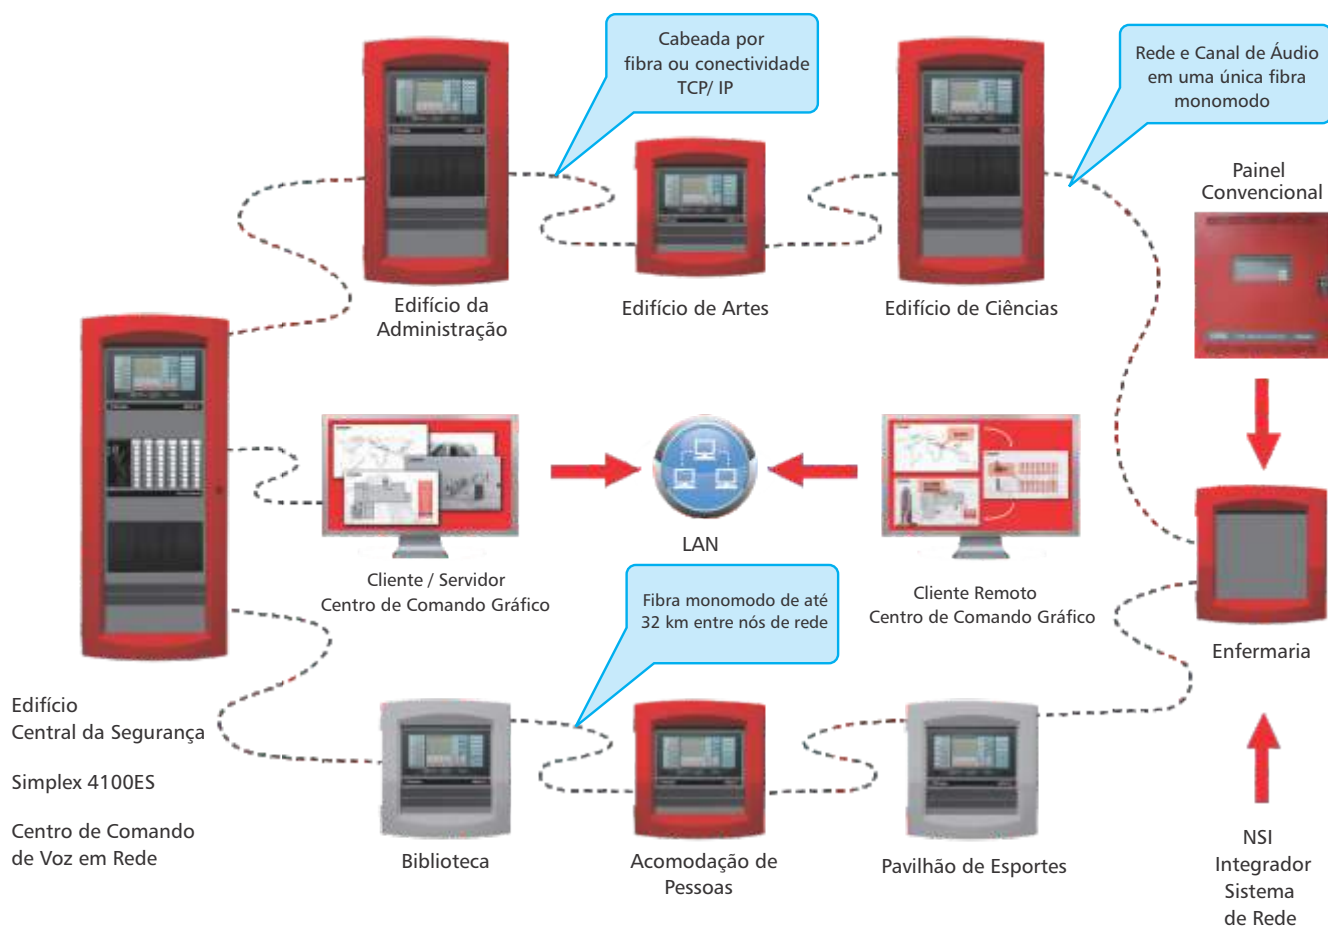 Cabeada por
fibra ou conectividade
TCP/ IP
Rede e Canal de Áudio
em uma única fibra
monomodo
Painel
Convencional
Edifício da
Administração
Edifício de Artes
Edifício de Ciências
Cliente / Servidor
Centro de Comando Gráfico
LAN
Cliente Remoto
Centro de Comando Gráfico
Fibra monomodo de até
32 km entre nós de rede
Enfermaria
Edifício
Central da Segurança
Simplex 4100ES
Centro de Comando
de Voz em Rede
Biblioteca
Acomodação de
Pessoas
Pavilhão de Esportes
NSI
Integrador
Sistema
de Rede